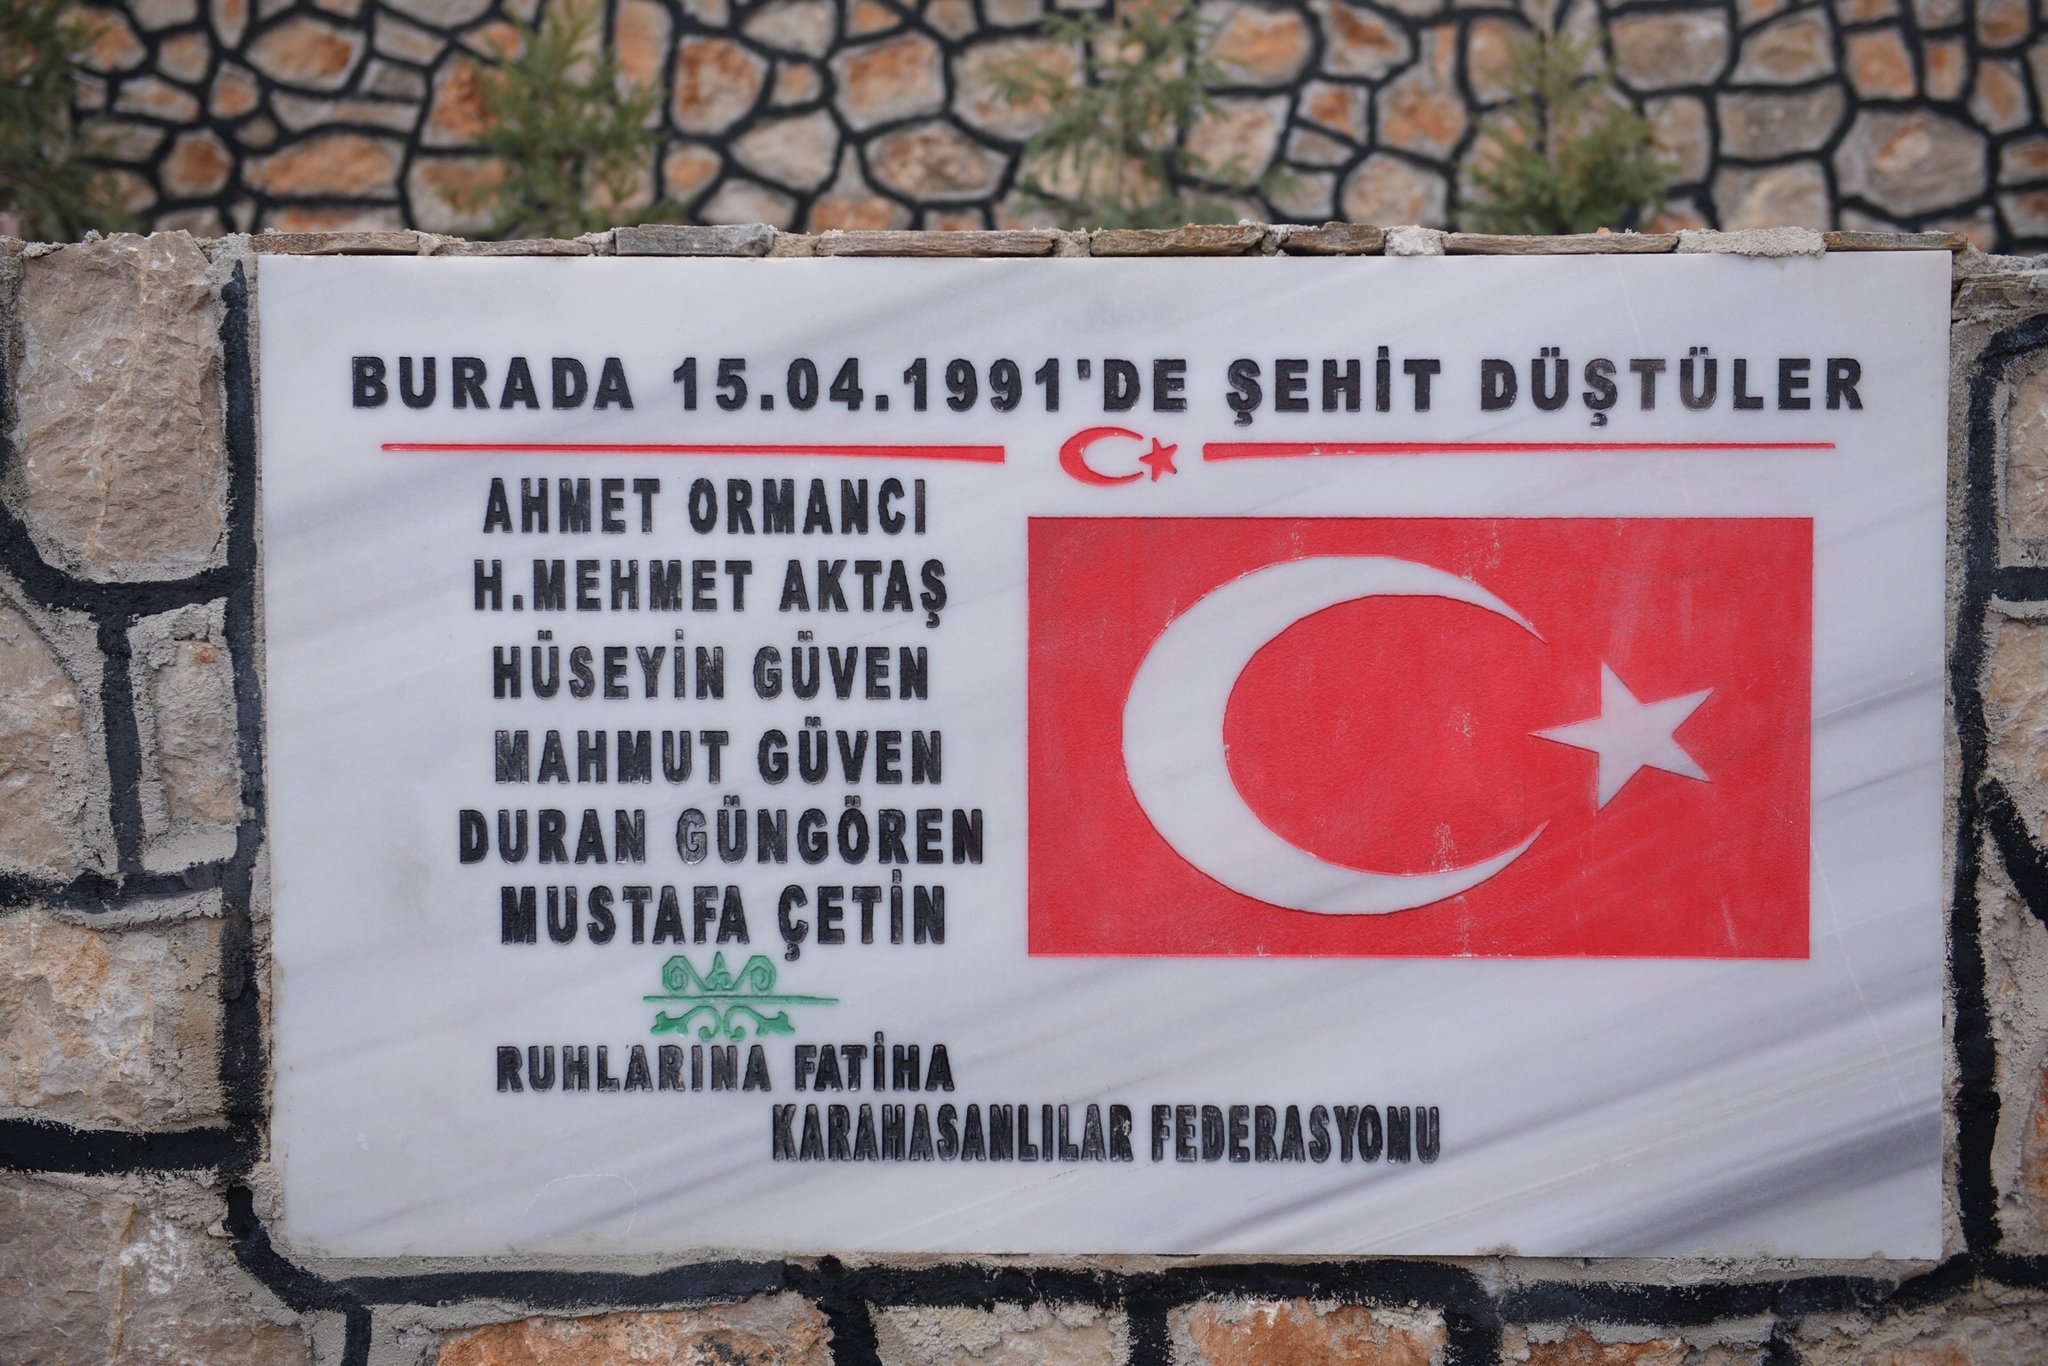 BURADA 15.04.1991'DE ŞEHİT DÜŞTÜLER
AHMET ORMANCI
H.MEHMET AKTAŞ
HÜSEYİN GÜVEN
MAHMUT GÜVEN
DURAN GÜNGÖREN
MUSTAFA ÇETİN
RUHLARINA FATİHA
KARAHASANLILAR FEDERASYONU